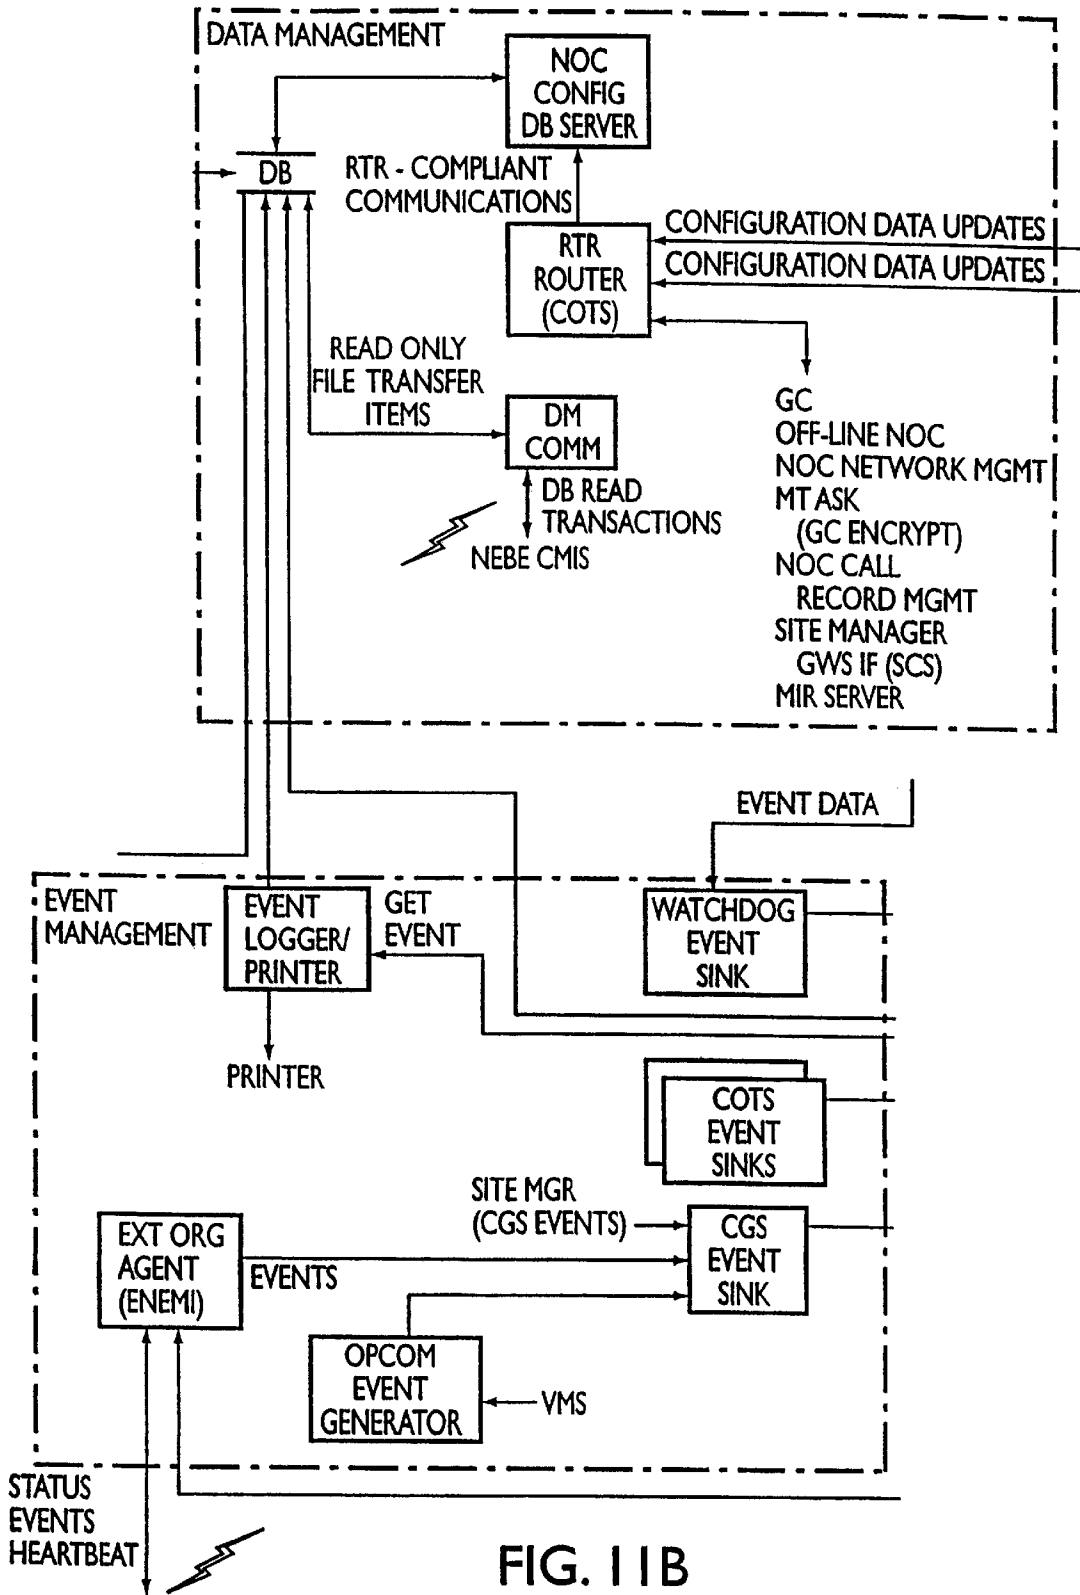 DATA MANAGEMENT
NOC
CONFIG
DB SERVER
DB
RTR - COMPLIANT
COMMUNICATIONS
RTR
ROUTER
(COTS)
CONFIGURATION DATA UPDATES
CONFIGURATION DATA UPDATES
READ ONLY
FILE TRANSFER
ITEMS
DM
COMM
DB READ
TRANSACTIONS
NEBE CMIS
GC
OFF-LINE NOC
NOC NETWORK MGMT
MT ASK
(GC ENCRYPT)
NOC CALL
RECORD MGMT
SITE MANAGER
GWS IF (SCS)
MIR SERVER
EVENT DATA
EVENT
MANAGEMENT
EVENT
LOGGER/
PRINTER
GET
EVENT
WATCHDOG
EVENT
SINK
PRINTER
COTS
EVENT
SINKS
SITE MGR
(CGS EVENTS)
CGS
EVENT
SINK
EXT ORG
AGENT
(ENEMI)
EVENTS
OPCOM
EVENT
GENERATOR
VMS
STATUS
EVENTS
HEARTBEAT
FIG. 11B